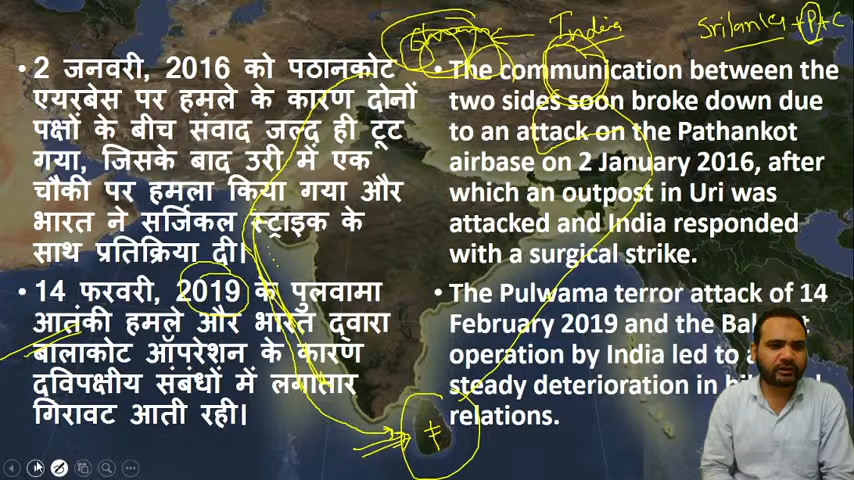 India
Srilanka + P + C
• 2 जनवरी, 2016 को पठानकोट
एयरबेस पर हमले के कारण दोनों
पक्षों के बीच संवाद जल्द ही टूट
गया, जिसके बाद उरी में एक
चौकी पर हमला किया गया और
भारत ने सर्जिकल स्ट्राइक के
साथ प्रतिक्रिया दी।
• 14 फरवरी, 2019 के पुलवामा
आतंकी हमले और भारत द्वारा
बालाकोट ऑपरेशन के कारण
द्विपक्षीय संबंधों में लगातार
गिरावट आती रही।
• The communication between the
two sides soon broke down due
to an attack on the Pathankot
airbase on 2 January 2016, after
which an outpost in Uri was
attacked and India responded
with a surgical strike.
• The Pulwama terror attack of 14
February 2019 and the
operation by India led to a
steady deterioration in
relations.